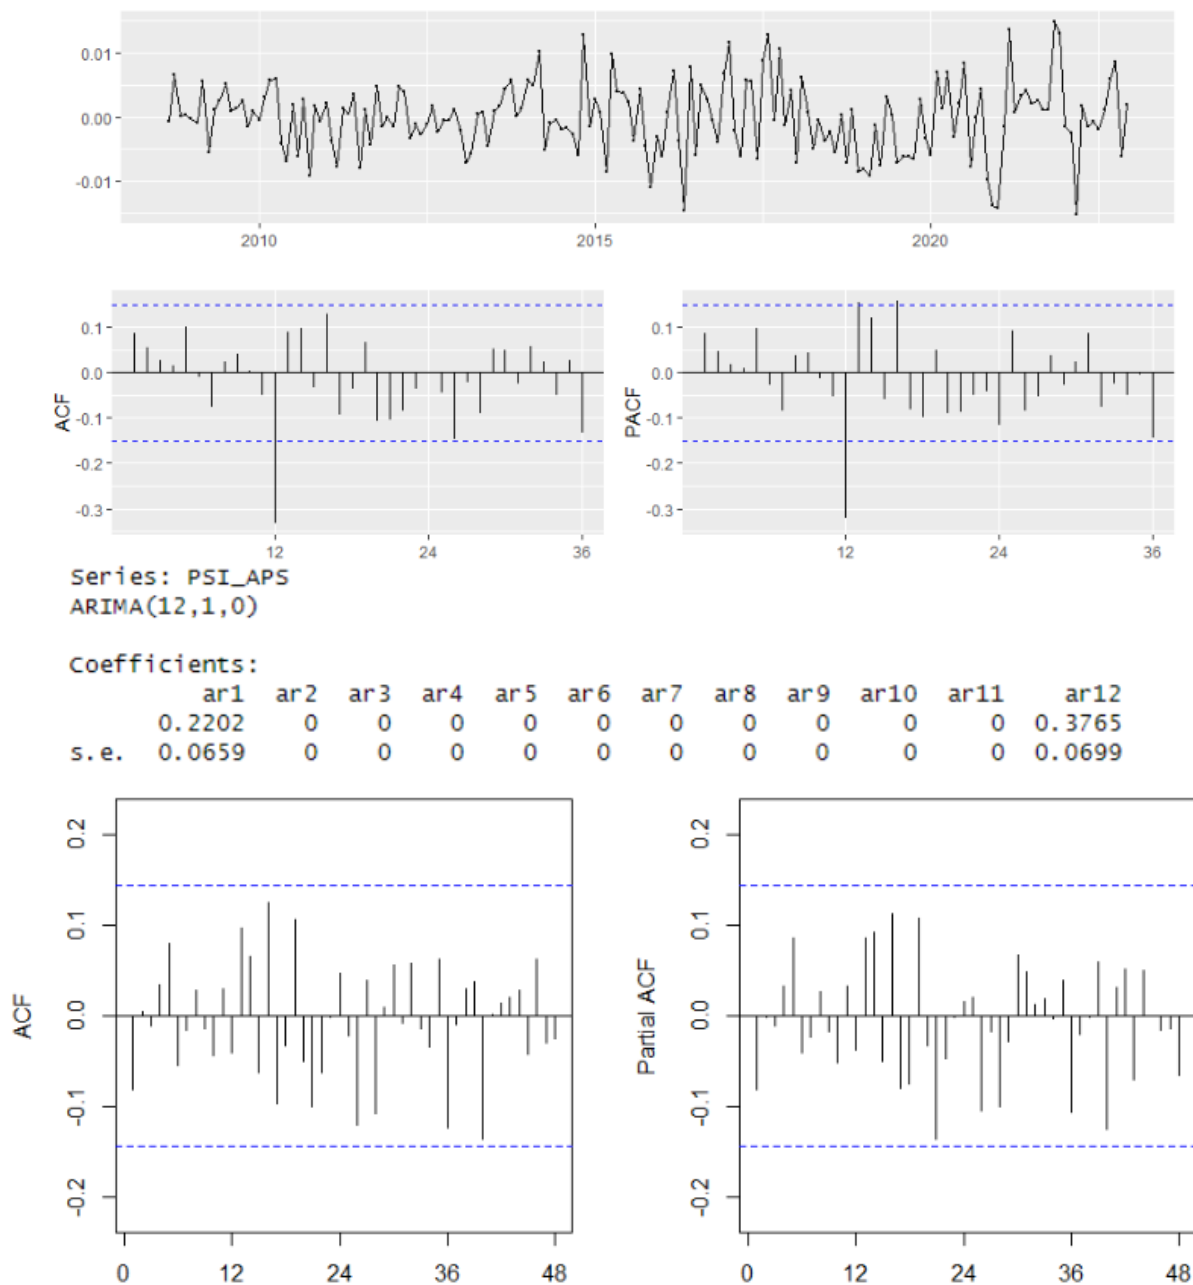 0.01
0.00
-0.01
2010 2015 2020
ACF
0.1
0.0
-0.1
-0.2
-0.3
12 24 36
PACF
0.1
0.0
-0.1
-0.2
-0.3
12 24 36
Series: PSI_APS
ARIMA(12,1,0)
Coefficients:
ar1 ar2 ar3 ar4 ar5 ar6 ar7 ar8 ar9 ar10 ar11 ar12
0.2202 0 0 0 0 0 0 0 0 0 0 0.3765
s.e. 0.0659 0 0 0 0 0 0 0 0 0 0 0.0699
ACF
0.2
0.1
0.0
-0.1
-0.2
0 12 24 36 48
Partial ACF
0.2
0.1
0.0
-0.1
-0.2
0 12 24 36 48